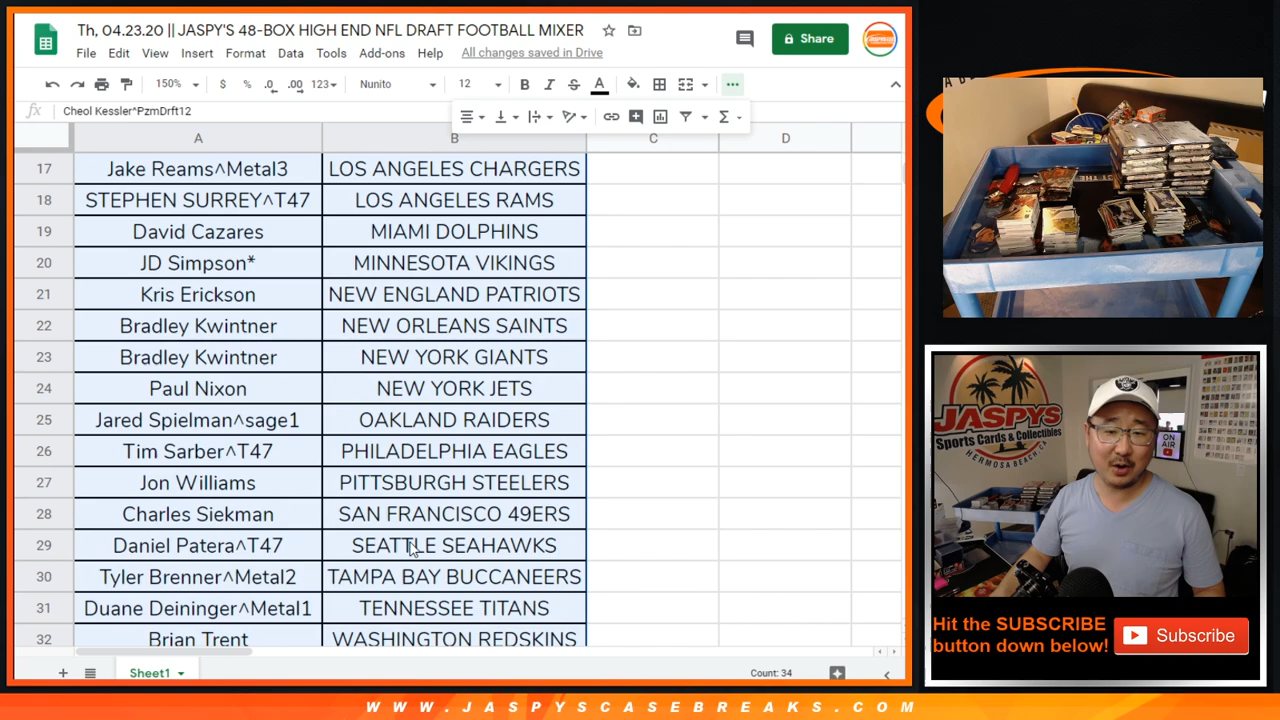 Th, 04.23.20 || JASPY'S 48-BOX HIGH END NFL DRAFT FOOTBALL MIXER
Share
File Edit View Insert Format Data Tools Add-ons Help All changes saved in Drive
150% $ % .0 .00 123 Nunito 12 B I S A
fx Cheol Kessler^PzmDrft12
A B C D
17 Jake Reams^Metal3 LOS ANGELES CHARGERS
18 STEPHEN SURREY^T47 LOS ANGELES RAMS
19 David Cazares MIAMI DOLPHINS
20 JD Simpson* MINNESOTA VIKINGS
21 Kris Erickson NEW ENGLAND PATRIOTS
22 Bradley Kwintner NEW ORLEANS SAINTS
23 Bradley Kwintner NEW YORK GIANTS
24 Paul Nixon NEW YORK JETS
25 Jared Spielman^sage1 OAKLAND RAIDERS
26 Tim Sarber^T47 PHILADELPHIA EAGLES
27 Jon Williams PITTSBURGH STEELERS
28 Charles Siekman SAN FRANCISCO 49ERS
29 Daniel Patera^T47 SEATTLE SEAHAWKS
30 Tyler Brenner^Metal2 TAMPA BAY BUCCANEERS
31 Duane Deininger^Metal1 TENNESSEE TITANS
32 Brian Trent WASHINGTON REDSKINS
Sheet1
Count: 34
JASPYS
Sports Cards & Collectibles
HERMOSA BEACH, CA
ON AIR
Hit the SUBSCRIBE
button down below!
Subscribe
WWW.JASPYSCASEBREAKS.COM